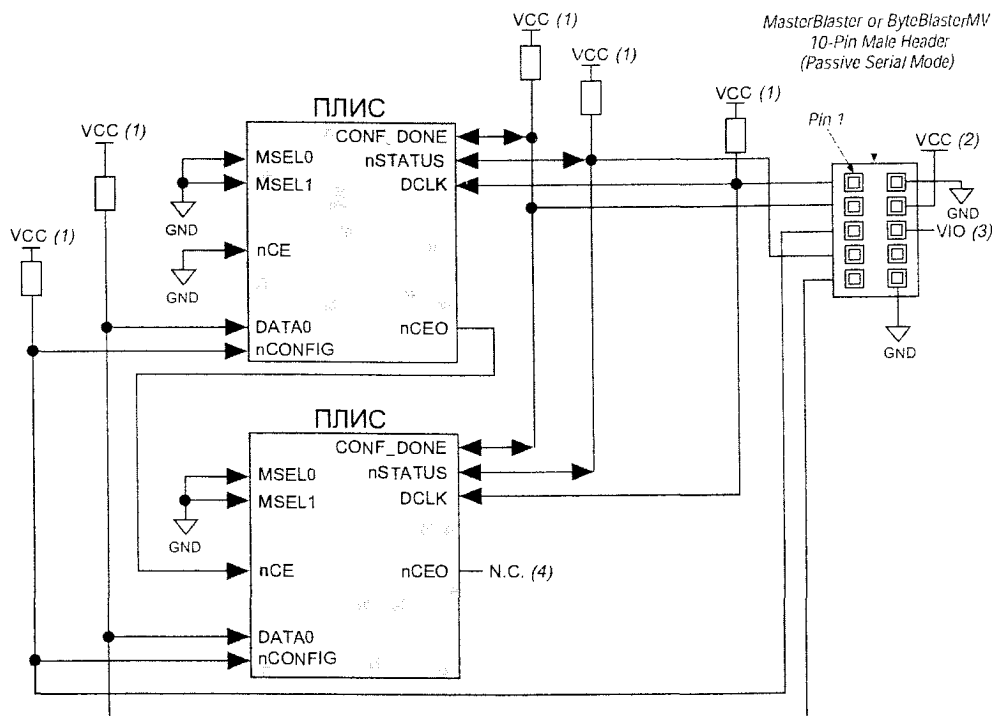 MasterBlaster or ByteBlasterMV
10-Pin Male Header
(Passive Serial Mode)
VCC (1)
VCC (1)
VCC (1)
VCC (1)
VCC (1)
Pin 1
VCC (2)
GND
VIO (3)
GND
ПЛИС
CONF_DONE
nSTATUS
DCLK
MSEL0
MSEL1
GND
nCE
GND
DATA0
nCONFIG
nCEO
ПЛИС
CONF_DONE
nSTATUS
DCLK
MSEL0
MSEL1
GND
nCE
nCEO
N.C. (4)
DATA0
nCONFIG